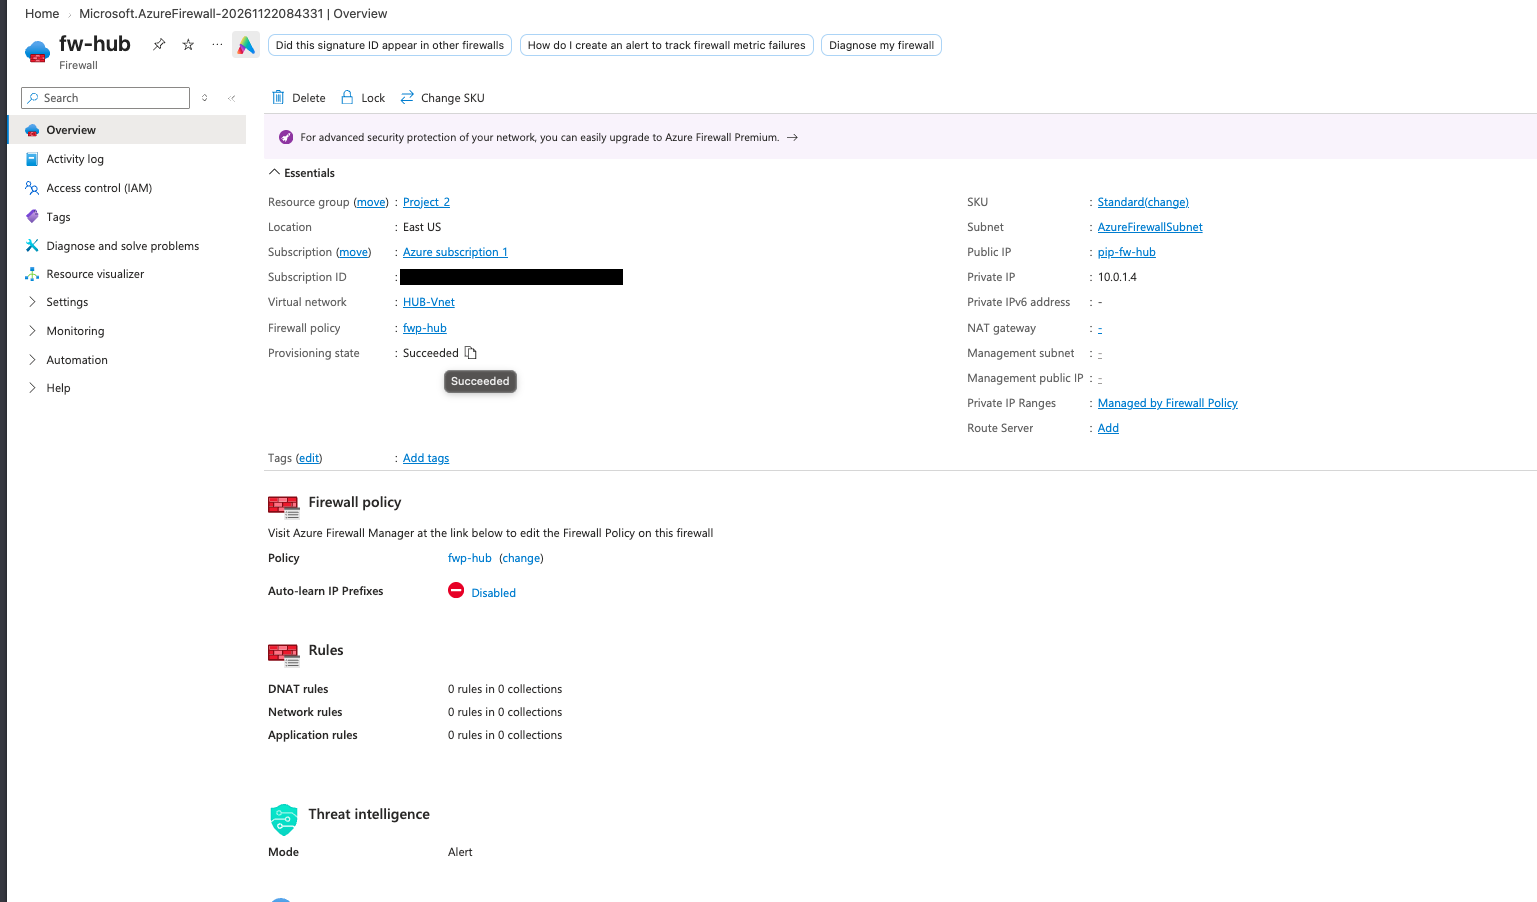 Home › Microsoft.AzureFirewall-20261122084331 | Overview
fw-hub
Firewall
Did this signature ID appear in other firewalls
How do I create an alert to track firewall metric failures
Diagnose my firewall
Search
Overview
Activity log
Access control (IAM)
Tags
Diagnose and solve problems
Resource visualizer
Settings
Monitoring
Automation
Help
Delete Lock Change SKU
For advanced security protection of your network, you can easily upgrade to Azure Firewall Premium. →
Essentials
Resource group (move) : Project_2
Location : East US
Subscription (move) : Azure subscription 1
Subscription ID :
Virtual network : HUB-Vnet
Firewall policy : fwp-hub
Provisioning state : Succeeded
Succeeded
SKU : Standard(change)
Subnet : AzureFirewallSubnet
Public IP : pip-fw-hub
Private IP : 10.0.1.4
Private IPv6 address : -
NAT gateway : -
Management subnet : -
Management public IP : -
Private IP Ranges : Managed by Firewall Policy
Route Server : Add
Tags (edit) : Add tags
Firewall policy
Visit Azure Firewall Manager at the link below to edit the Firewall Policy on this firewall
Policy fwp-hub (change)
Auto-learn IP Prefixes Disabled
Rules
DNAT rules 0 rules in 0 collections
Network rules 0 rules in 0 collections
Application rules 0 rules in 0 collections
Threat intelligence
Mode Alert